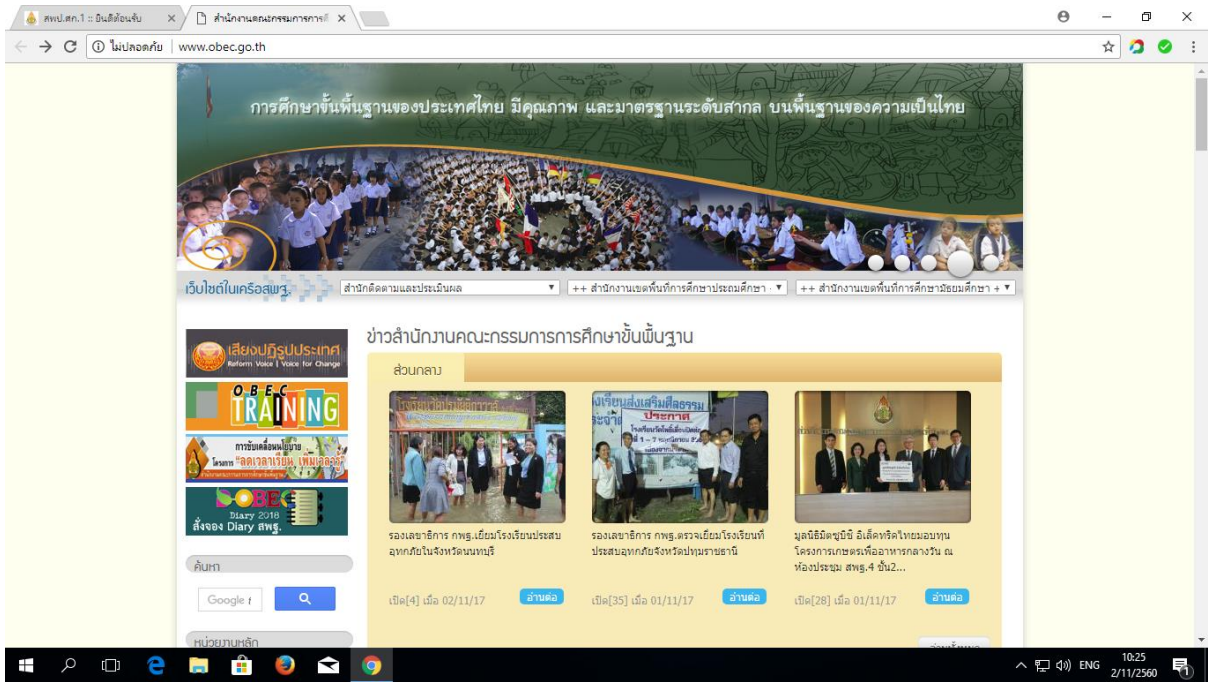 สพป.สก.1 :: ยินดีต้อนรับ
สำนักงานคณะกรรมการการศึ
ไม่ปลอดภัย
www.obec.go.th
การศึกษาขั้นพื้นฐานของประเทศไทย มีคุณภาพ และมาตรฐานระดับสากล บนพื้นฐานของความเป็นไทย
เว็บไซต์ในเครือสพฐ.
สำนักติดตามและประเมินผล
++ สำนักงานเขตพื้นที่การศึกษาประถมศึกษา
++ สำนักงานเขตพื้นที่การศึกษามัธยมศึกษา +
ข่าวสำนักงานคณะกรรมการการศึกษาขั้นพื้นฐาน
เสียงปฏิรูปประเทศ
Reform Voice | Voice for Change
OBEC
TRAINING
การขับเคลื่อนนโยบาย
โครงการ "ลดเวลาเรียน เพิ่มเวลารู้"
OBEC
Diary 2018
สั่งจอง Diary สพฐ.
ค้นหา
Google
หน่วยงานหลัก
ส่วนกลาง
ประกาศ
รองเลขาธิการ กพฐ.เยี่ยมโรงเรียนประสบ
อุทกภัยในจังหวัดนนทบุรี
เปิด[4] เมื่อ 02/11/17
อ่านต่อ
รองเลขาธิการ กพฐ.ตรวจเยี่ยมโรงเรียนที่
ประสบอุทกภัยจังหวัดปทุมราชธานี
เปิด[35] เมื่อ 01/11/17
อ่านต่อ
มูลนิธิมิตซูบิชิ อิเล็คทริคไทยมอบทุน
โครงการเกษตรเพื่ออาหารกลางวัน ณ
ห้องประชุม สพฐ.4 ชั้น2...
เปิด[28] เมื่อ 01/11/17
อ่านต่อ
ENG
10:25
2/11/2560